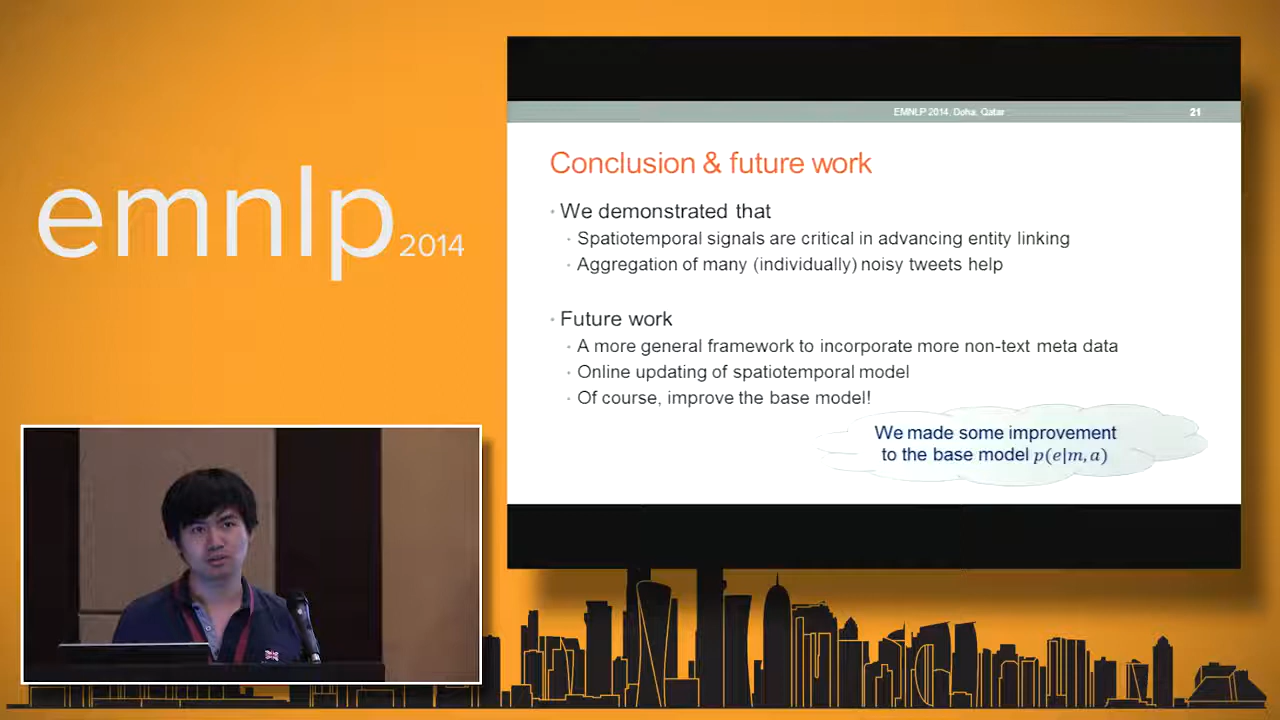 emnlp 2014
EMNLP 2014, Doha, Qatar
21
Conclusion & future work
We demonstrated that
Spatiotemporal signals are critical in advancing entity linking
Aggregation of many (individually) noisy tweets help
Future work
A more general framework to incorporate more non-text meta data
Online updating of spatiotemporal model
Of course, improve the base model!
We made some improvement
to the base model p(e|m,a)